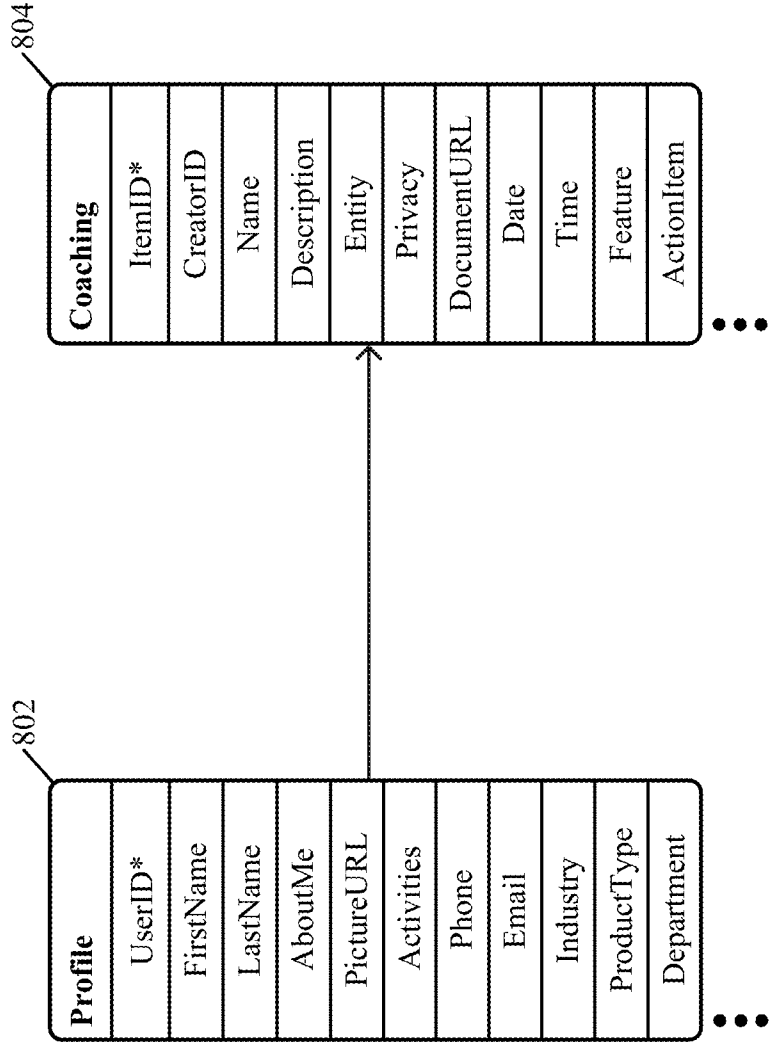 802
Profile
UserID*
FirstName
LastName
AboutMe
PictureURL
Activities
Phone
Email
Industry
ProductType
Department
804
Coaching
ItemID*
CreatorID
Name
Description
Entity
Privacy
DocumentURL
Date
Time
Feature
ActionItem